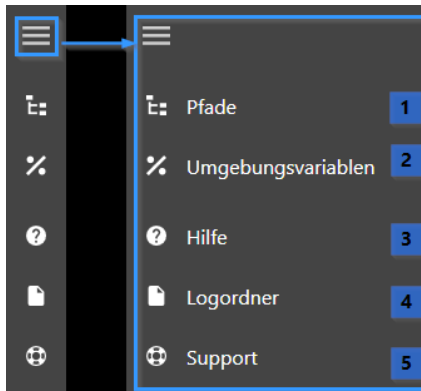 Pfade 1
Umgebungsvariablen 2
Hilfe 3
Logordner 4
Support 5